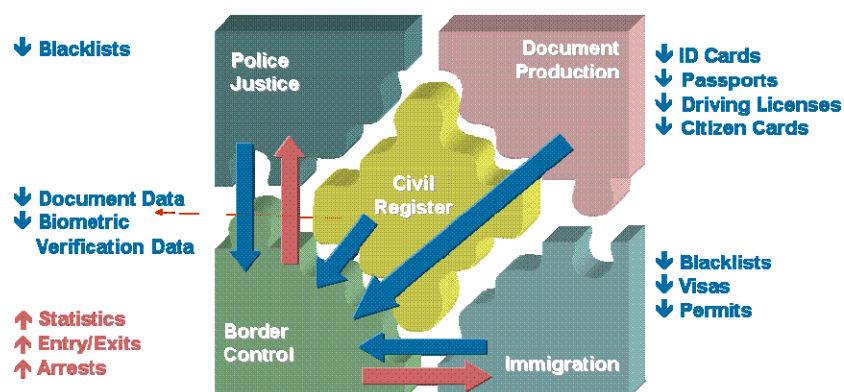 Blacklists
Police
Justice
Document
Production
ID Cards
Passports
Driving Licenses
Citizen Cards
Civil
Register
Document Data
Biometric
Verification Data
Blacklists
Visas
Permits
Statistics
Entry/Exits
Arrests
Border
Control
Immigration